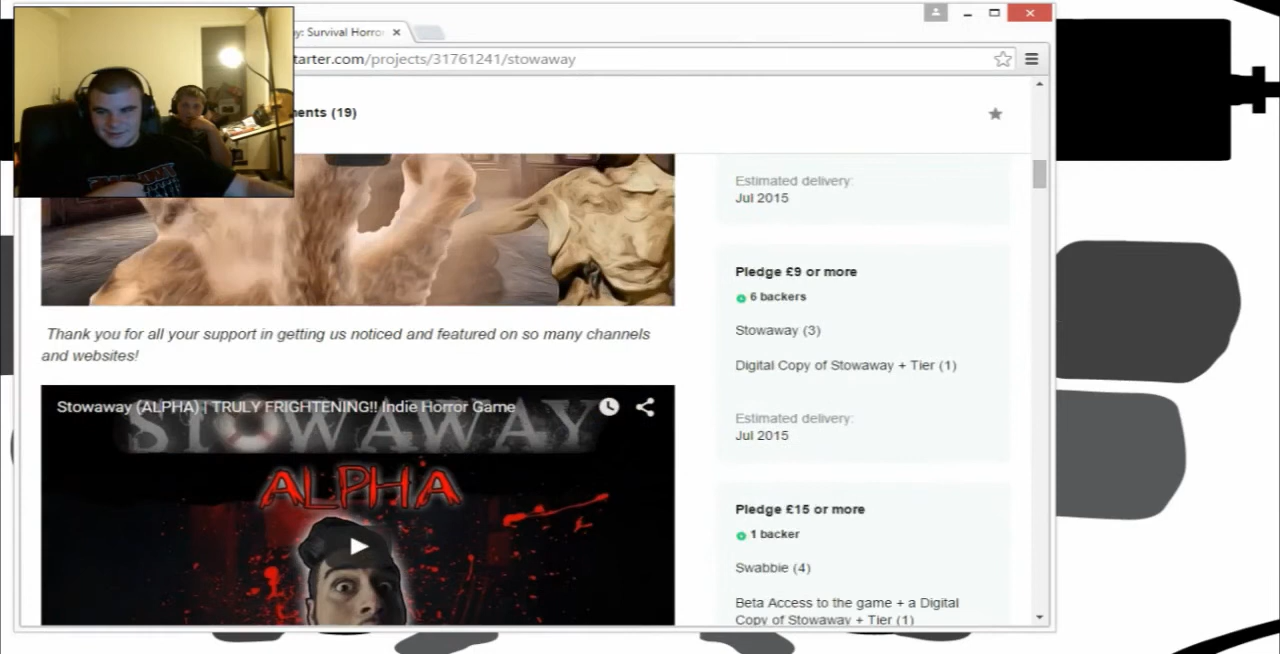 y: Survival Horror
tarter.com/projects/31761241/stowaway
ents (19)
Estimated delivery:
Jul 2015
Pledge £9 or more
6 backers
Stowaway (3)
Digital Copy of Stowaway + Tier (1)
Estimated delivery:
Jul 2015
Pledge £15 or more
1 backer
Swabbie (4)
Beta Access to the game + a Digital
Copy of Stowaway + Tier (1)
Thank you for all your support in getting us noticed and featured on so many channels
and websites!
Stowaway (ALPHA) | TRULY FRIGHTENING!! Indie Horror Game
STOWAWAY
ALPHA